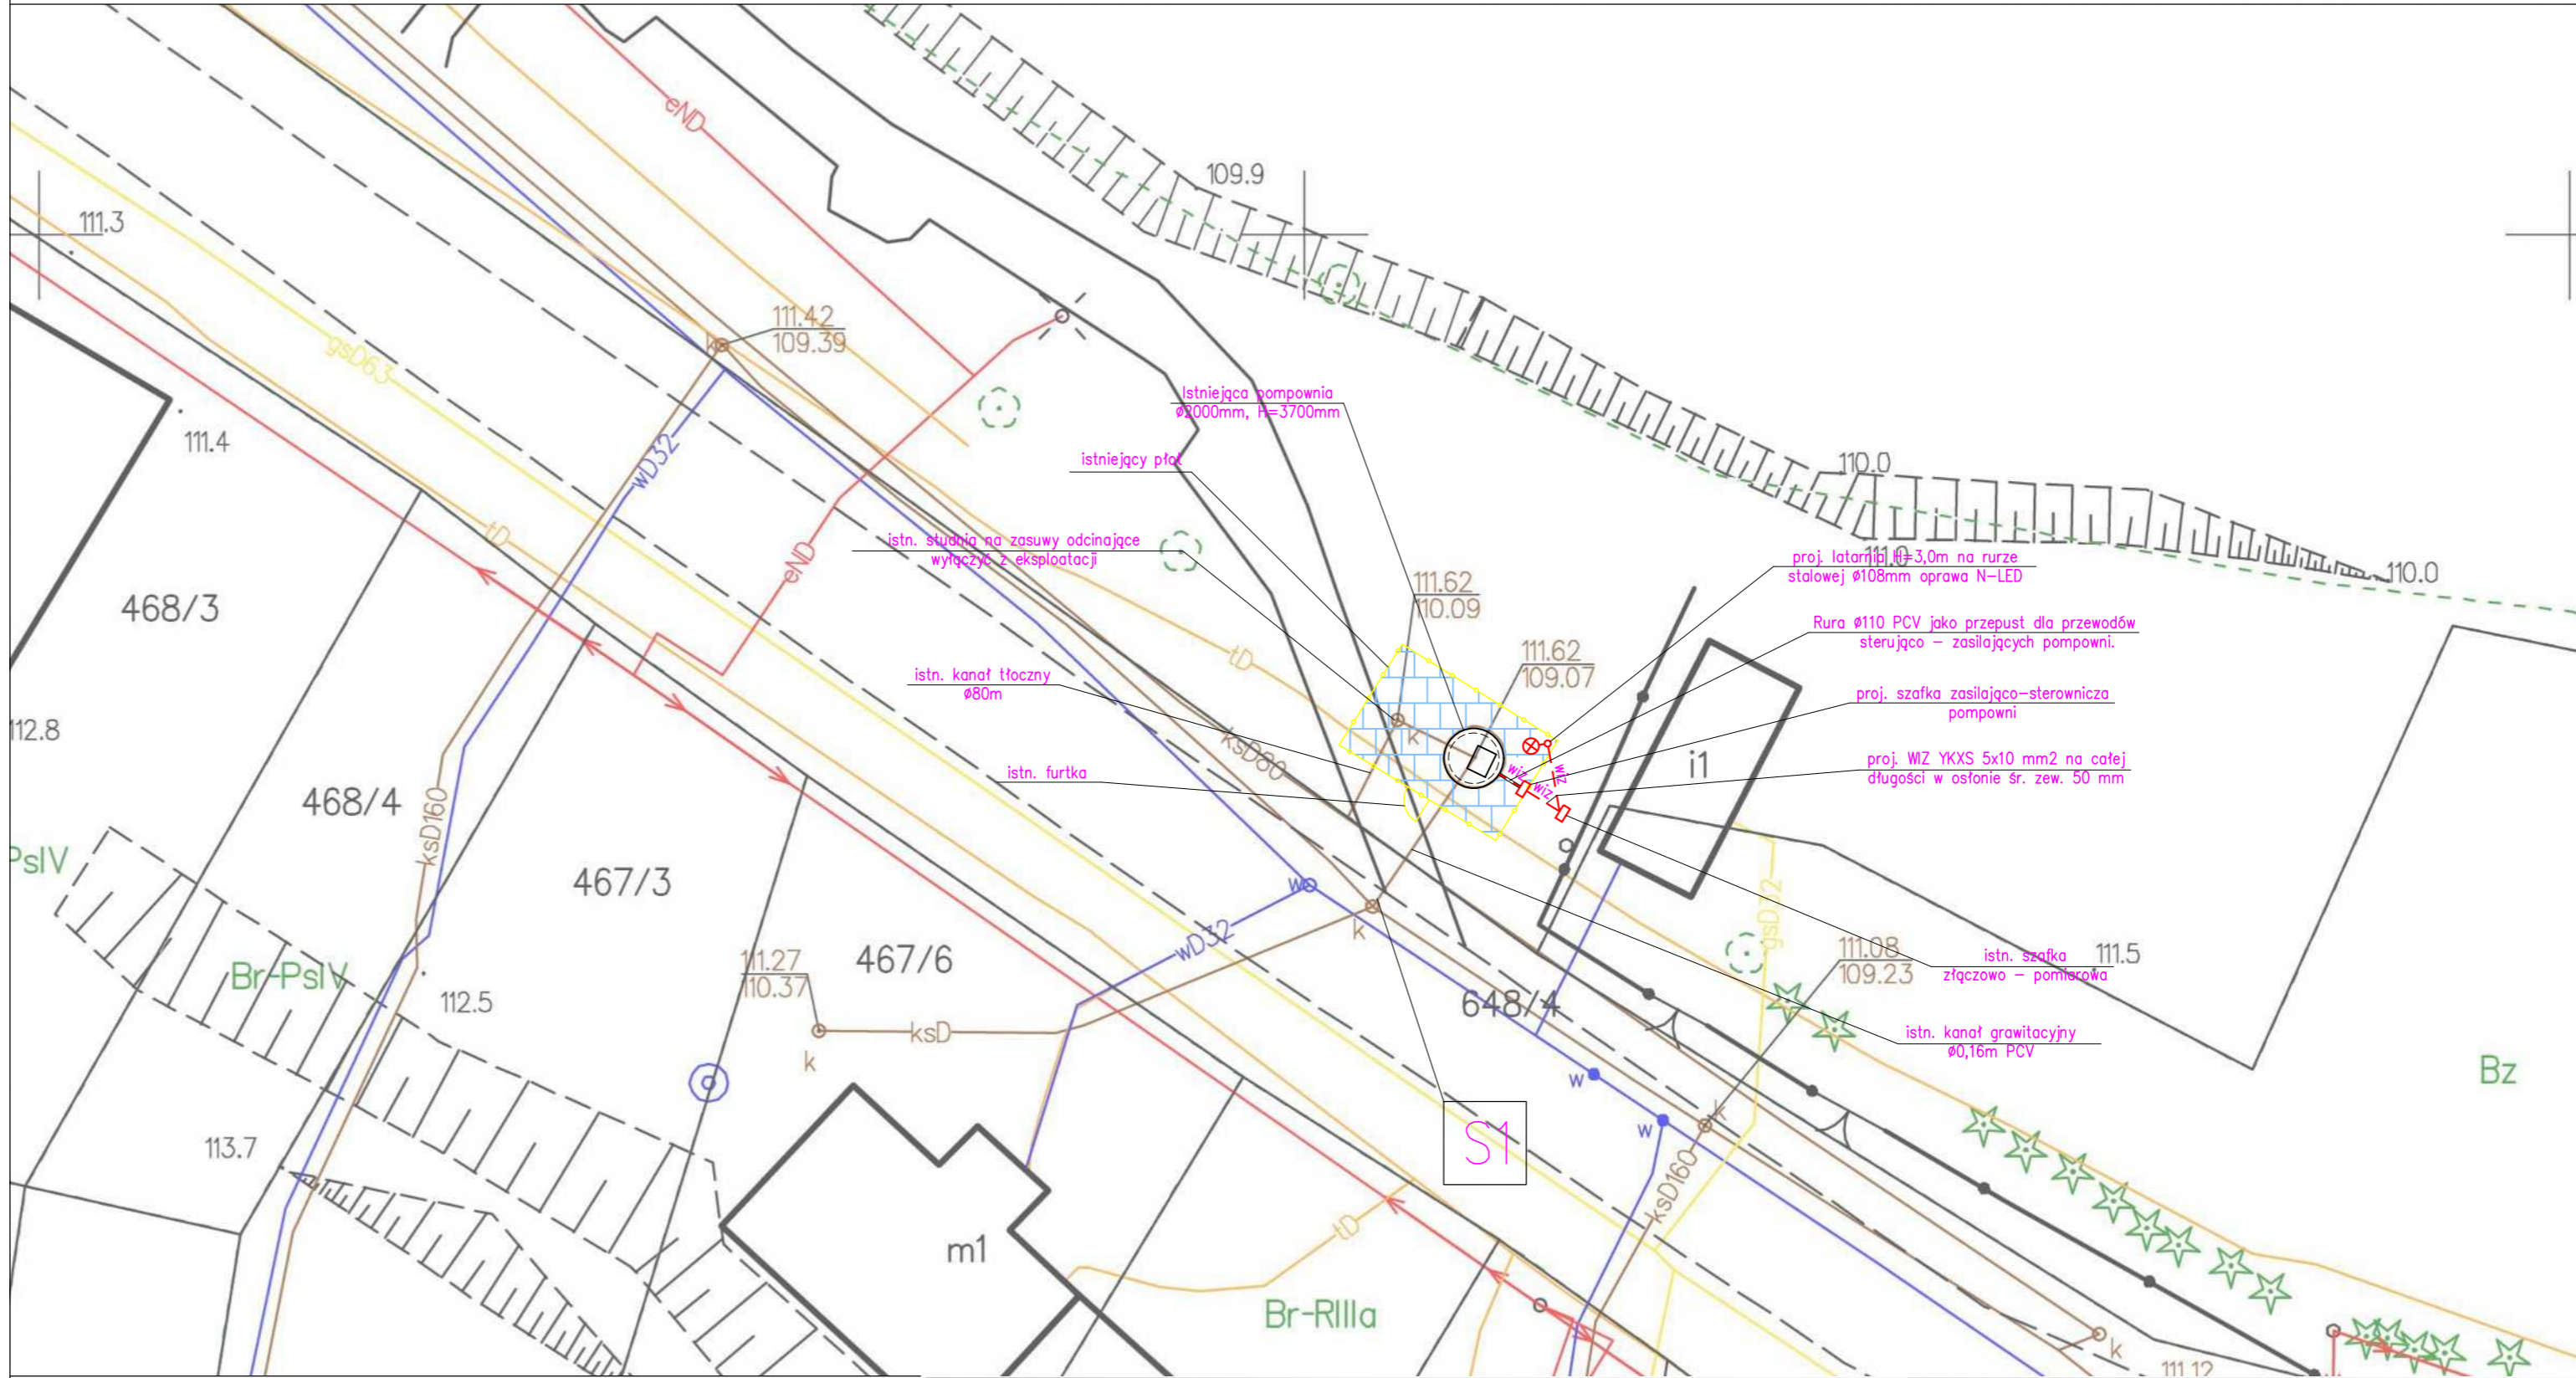 eND
109.9
111.3
111.42
109.39
gsD63
Istniejąca pompownia
ø2000mm, H=3700mm
111.4
wD32
istniejący płot
110.0
tD
istn. studnia na zasuwy odcinające
wyłączyć z eksploatacji
eND
111.0
proj. latarnia H=3,0m na rurze
stalowej ø108mm oprawa N-LED
110.0
111.62
110.09
468/3
Rura ø110 PCV jako przepust dla przewodów
sterująco – zasilających pompowni.
111.62
109.07
tD
istn. kanał tłoczny
ø80m
proj. szafka zasilająco-sterownicza
pompowni
112.8
k
ksD80
i1
istn. furtka
wiz
wiz
wiz
proj. WIZ YKXS 5x10 mm2 na całej
długości w osłonie śr. zew. 50 mm
468/4
ksD160
PsIV
467/3
w
k
wD32
gsD32
467/6
111.27
110.37
111.08
109.23
istn. szafka
złączowo – pomiarowa
111.5
Br-PsIV
112.5
648/4
ksD
k
istn. kanał grawitacyjny
ø0,16m PCV
w
Bz
k
w
113.7
S1
ksD160
tD
m1
Br-RIIIa
k
111.12
k